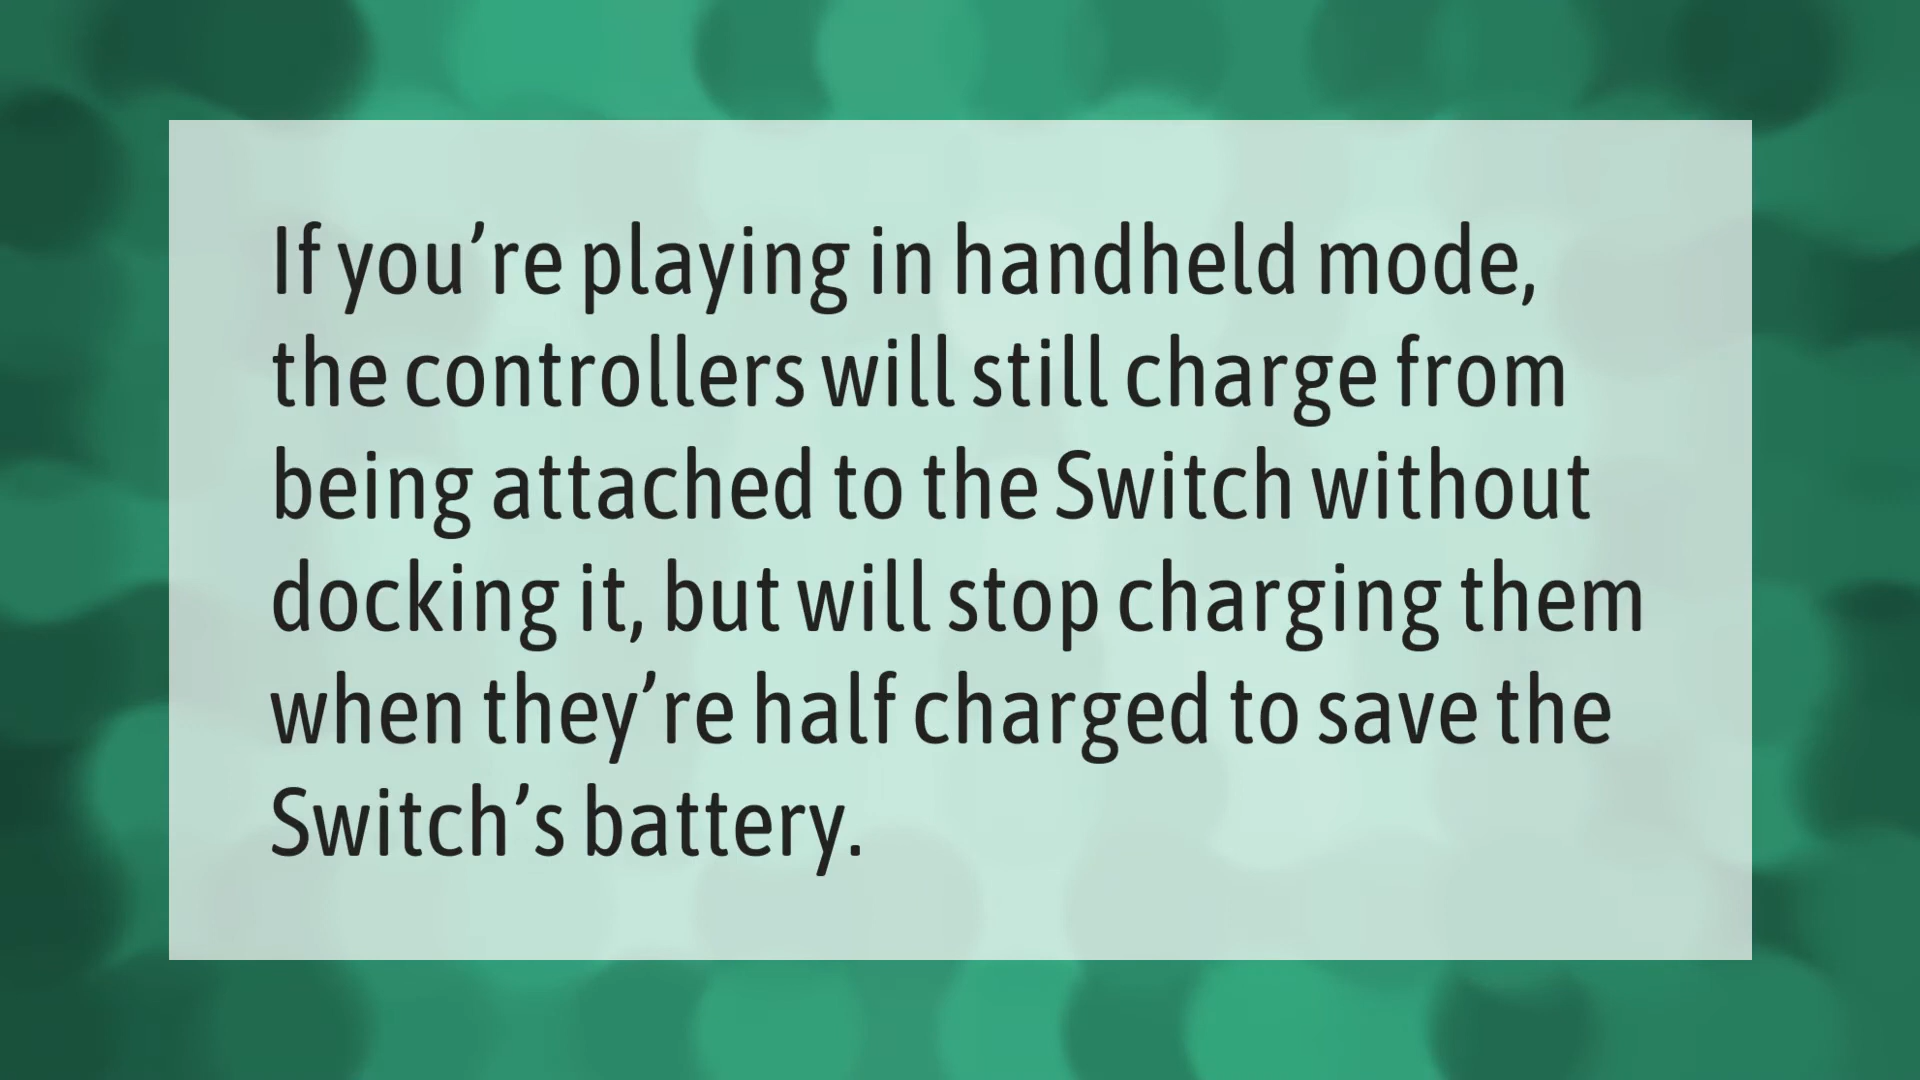 If you’re playing in handheld mode,
the controllers will still charge from
being attached to the Switch without
docking it, but will stop charging them
when they’re half charged to save the
Switch’s battery.